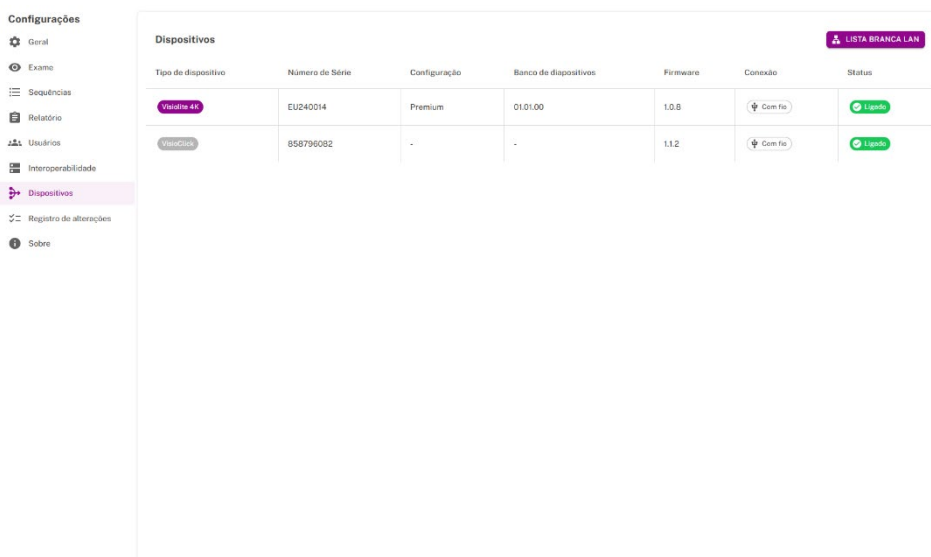 Configurações
Geral
Exame
Sequências
Relatório
Usuários
Interoperabilidade
Dispositivos
Registro de alterações
Sobre
Dispositivos
LISTA BRANCA LAN
Tipo de dispositivo Número de Série Configuração Banco de diapositivos Firmware Conexão Status
Visiolite 4K EU240014 Premium 01.01.00 1.0.8 Com fio Ligado
VisioClick 858796082 - - 1.1.2 Com fio Ligado